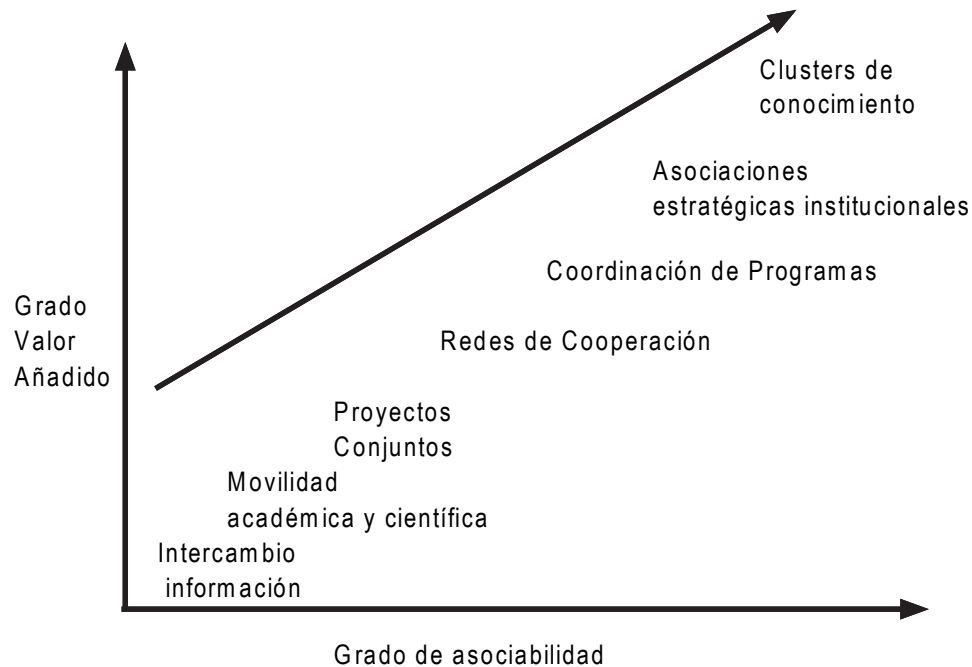 Clusters de
conocimiento
Asociaciones
estratégicas institucionales
Coordinación de Programas
Grado
Valor
Añadido
Redes de Cooperación
Proyectos
Conjuntos
Movilidad
académica y científica
Intercambio
información
Grado de asociabilidad